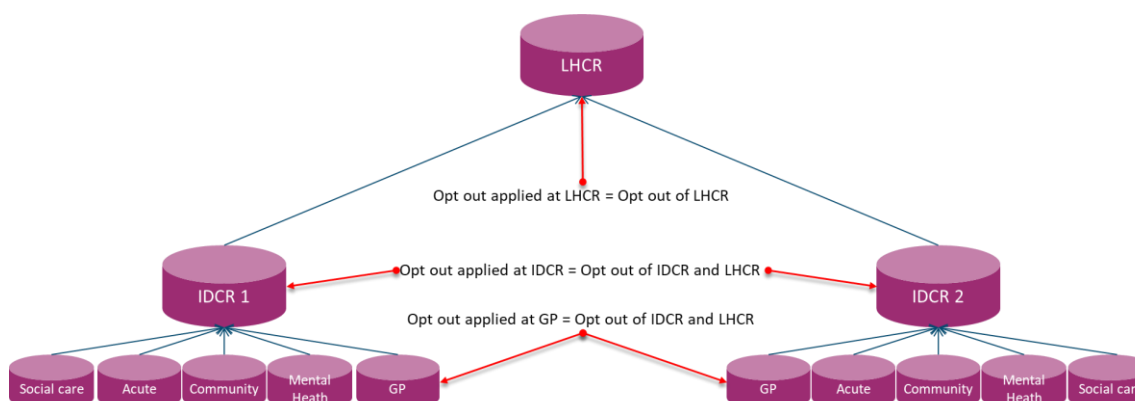 LHCR
Opt out applied at LHCR = Opt out of LHCR
IDCR 1
Opt out applied at IDCR = Opt out of IDCR and LHCR
IDCR 2
Opt out applied at GP = Opt out of IDCR and LHCR
Social care
Acute
Community
Mental
Heath
GP
GP
Acute
Community
Mental
Heath
Social care